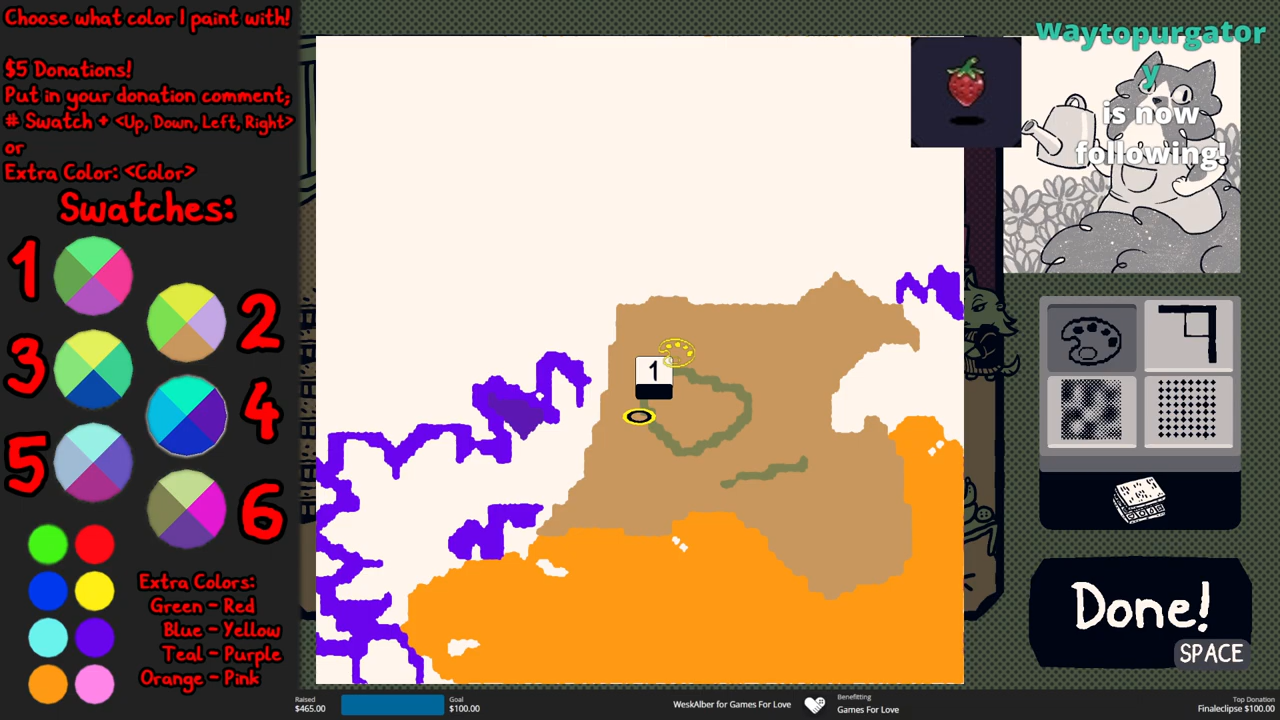 Choose what color I paint with!
$5 Donations!
Put in your donation comment;
# Swatch + <Up, Down, Left, Right>
or
Extra Color: <Color>
Swatches:
1
2
3
4
5
6
Extra Colors:
Green - Red
Blue - Yellow
Teal - Purple
Orange - Pink
1
Waytopurgator
y
is now
following!
Done!
SPACE
Raised
$465.00
Goal
$100.00
WeskAlber for Games For Love
Benefitting
Games For Love
Top Donation
Finaleclipse $100.00